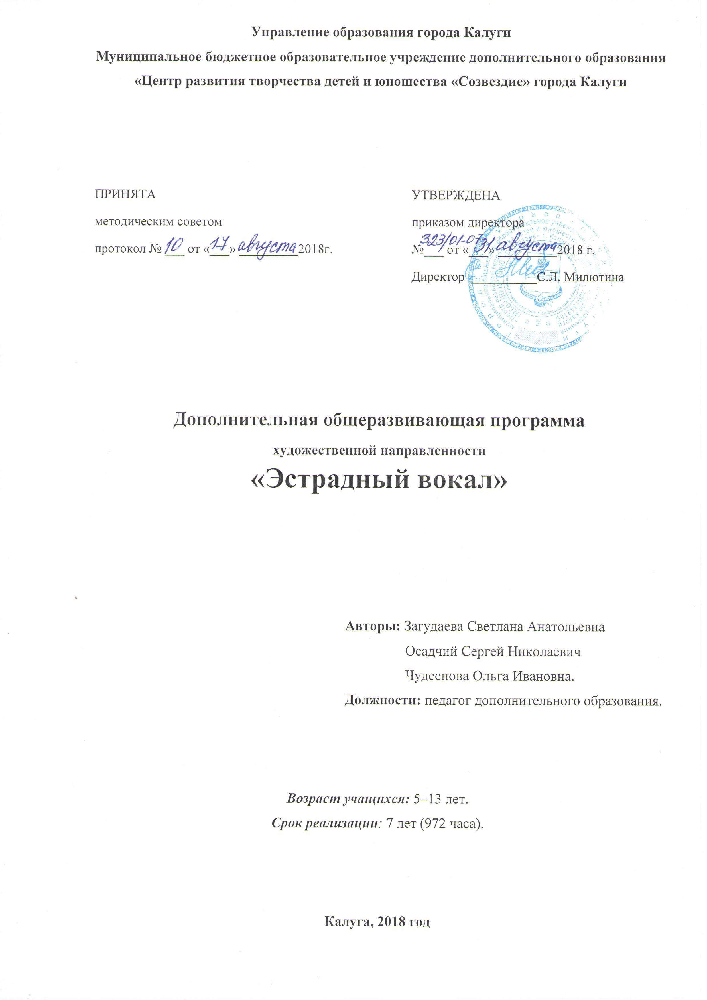 Управление образования города Калуги
Муниципальное бюджетное образовательное учреждение дополнительного образования
«Центр развития творчества детей и юношества «Созвездие» города Калуги
ПРИНЯТА
методическим советом
протокол № 10 от «17» августа 2018г.
УТВЕРЖДЕНА
приказом директора
№ 323/01-07 от «31» августа 2018 г.
Директор __________ С.Л. Милютина
Дополнительная общеразвивающая программа
художественной направленности
«Эстрадный вокал»
Авторы: Загудаева Светлана Анатольевна
Осадчий Сергей Николаевич
Чудеснова Ольга Ивановна.
Должности: педагог дополнительного образования.
Возраст учащихся: 5–13 лет.
Срок реализации: 7 лет (972 часа).
Калуга, 2018 год